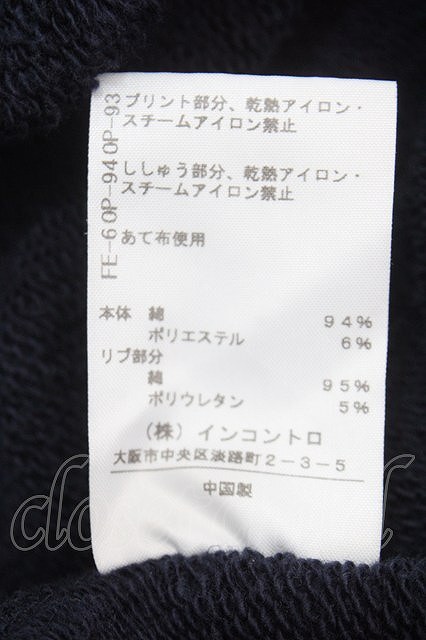 プリント部分、乾熱アイロン・
スチームアイロン禁止
ししゅう部分、乾熱アイロン・
スチームアイロン禁止
あて布使用
FE-60P-940P-93
本体 綿 94%
ポリエステル 6%
リブ部分
綿 95%
ポリウレタン 5%
(株)インコントロ
大阪市中央区淡路町2-3-5
中国製